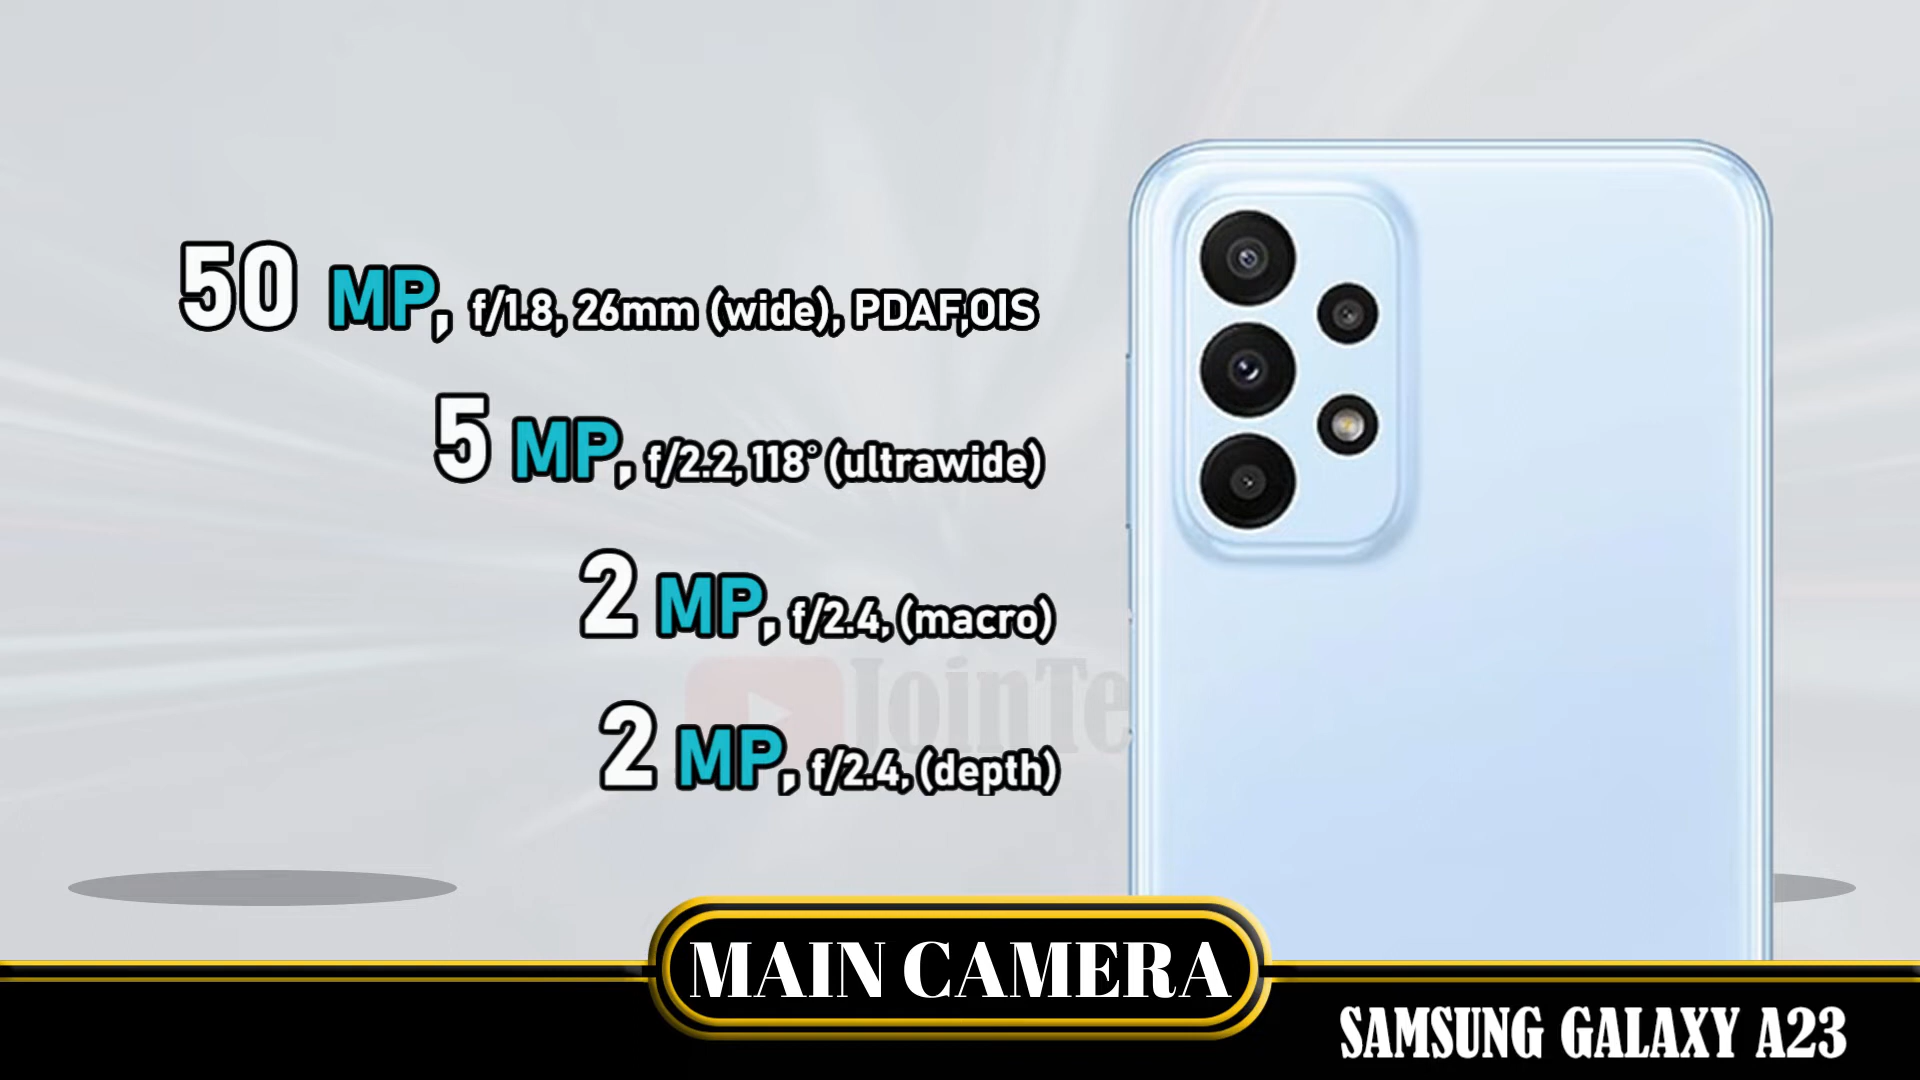 50 MP, f/1.8, 26mm (wide), PDAF,OIS
5 MP, f/2.2, 118° (ultrawide)
2 MP, f/2.4, (macro)
JoinTe
2 MP, f/2.4, (depth)
MAIN CAMERA
SAMSUNG GALAXY A23